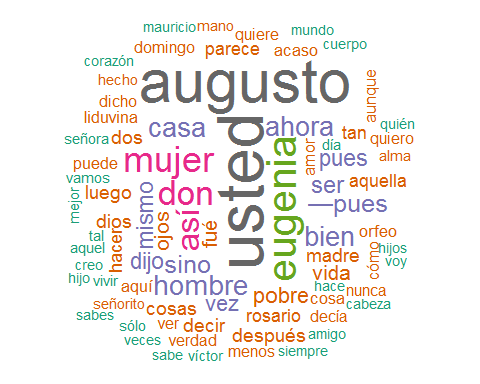 mauricio mano quiere mundo
domingo parece acaso cuerpo
corazón augusto aunque
hecho
dicho casa ahora quién
liduvina
señora dos usted eugenia amor día tan quiero
puede mujer pues alma
vamos luego don ser aquella
mejor mismo así —pues
dios ojos fué bien orfeo
tal hacero madre cómo hijos
aquel dijo sino vida voy
creo
hijo vivir aquí hombre hace nunca
señorito cosas vez pobre cosa cabeza
sabes ver decir rosario decía
sólo después amigo
veces verdad menos siempre
sabe víctor